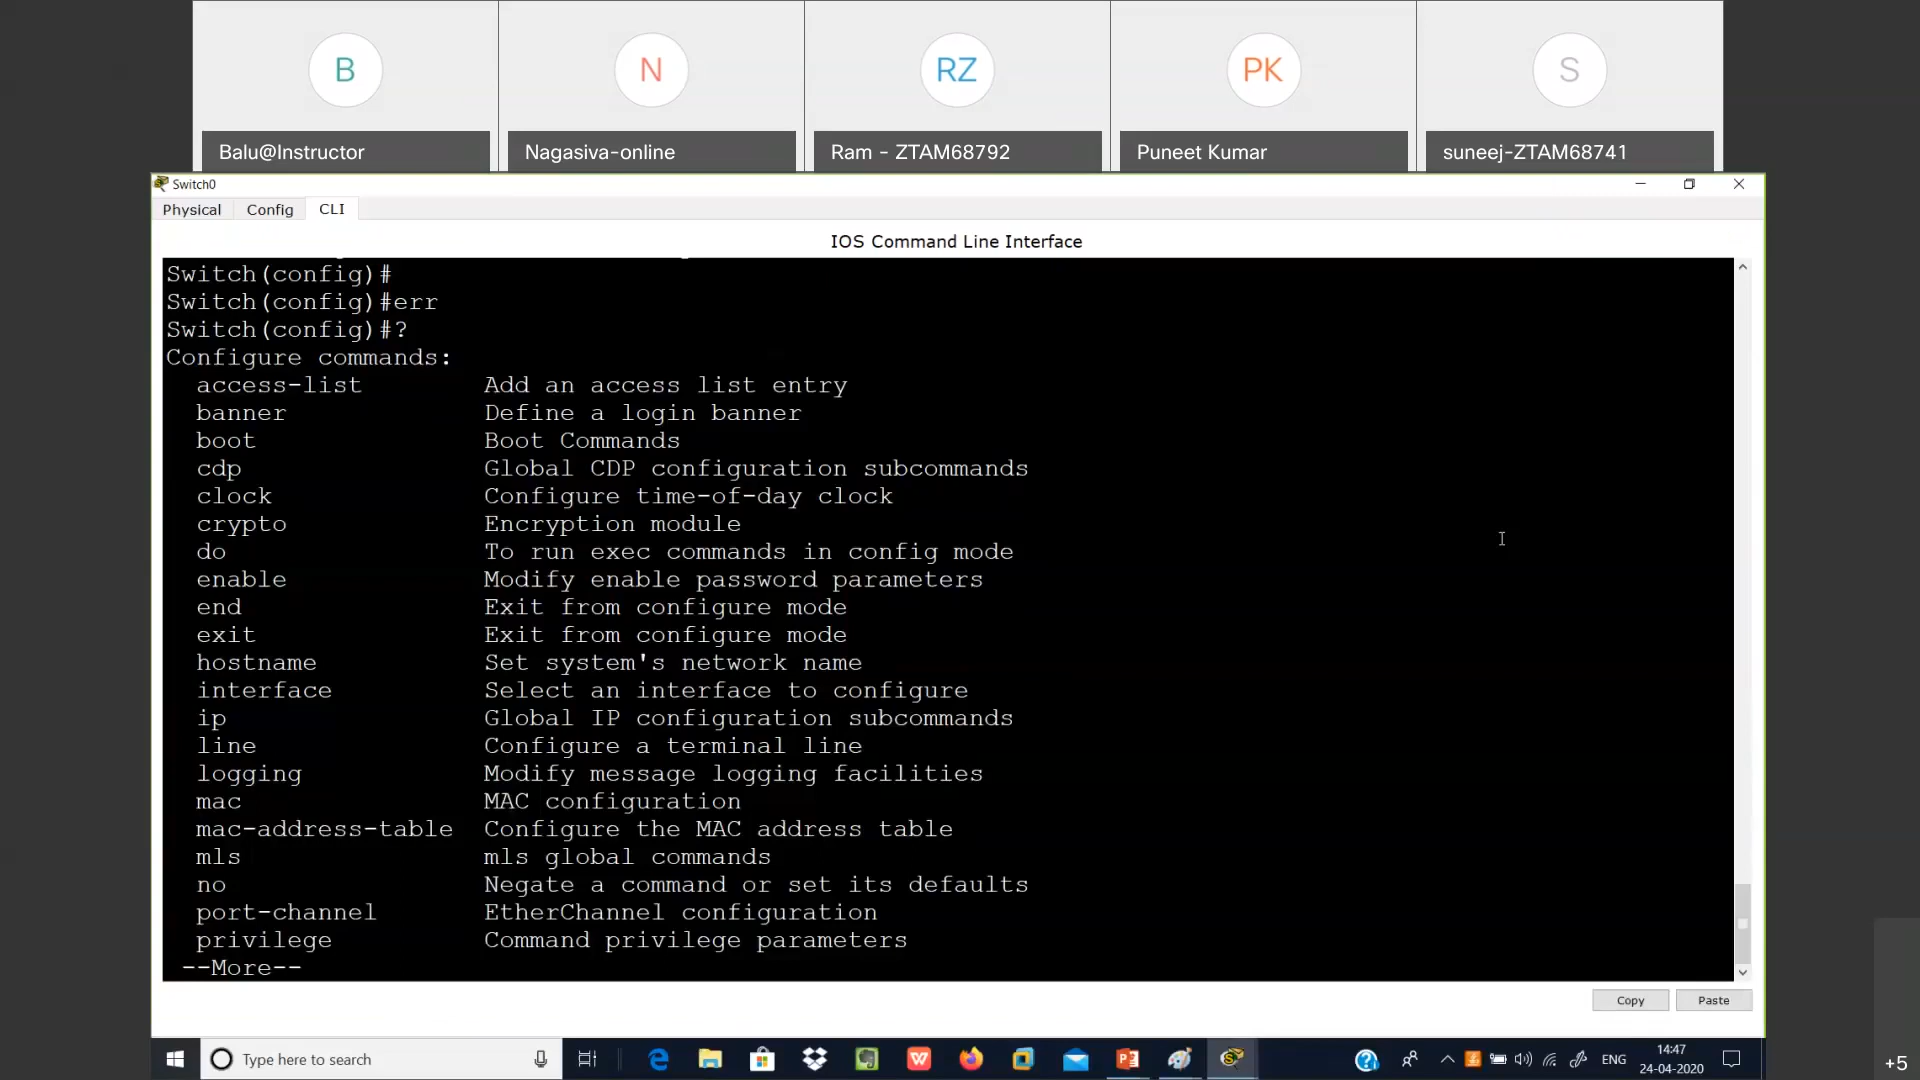 B
N
RZ
PK
S
Balu@Instructor
Nagasiva-online
Ram - ZTAM68792
Puneet Kumar
suneej-ZTAM68741
Switch0
Physical
Config
CLI
IOS Command Line Interface
Switch(config)#
Switch(config)#err
Switch(config)#?
Configure commands:
access-list Add an access list entry
banner Define a login banner
boot Boot Commands
cdp Global CDP configuration subcommands
clock Configure time-of-day clock
crypto Encryption module
do To run exec commands in config mode
enable Modify enable password parameters
end Exit from configure mode
exit Exit from configure mode
hostname Set system's network name
interface Select an interface to configure
ip Global IP configuration subcommands
line Configure a terminal line
logging Modify message logging facilities
mac MAC configuration
mac-address-table Configure the MAC address table
mls mls global commands
no Negate a command or set its defaults
port-channel EtherChannel configuration
privilege Command privilege parameters
--More--
Copy
Paste
Type here to search
ENG
14:47
24-04-2020
+5